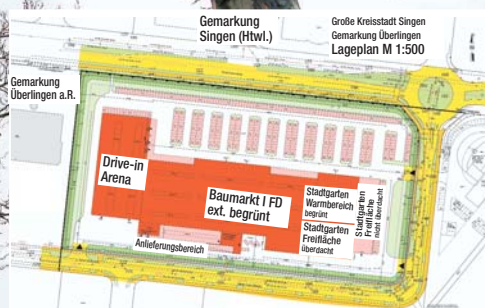 Gemarkung
Singen (Htwl.)
Große Kreisstadt Singen
Gemarkung Überlingen
Lageplan M 1:500
Gemarkung
Überlingen a.R.
Drive-in
Arena
Baumarkt I FD
ext. begrünt
Stadtgarten
Warmbereich
begrünt
Stadtgarten
Freifläche
überdacht
Stadtgarten
Freifläche
nicht überdacht
Anlieferungsbereich